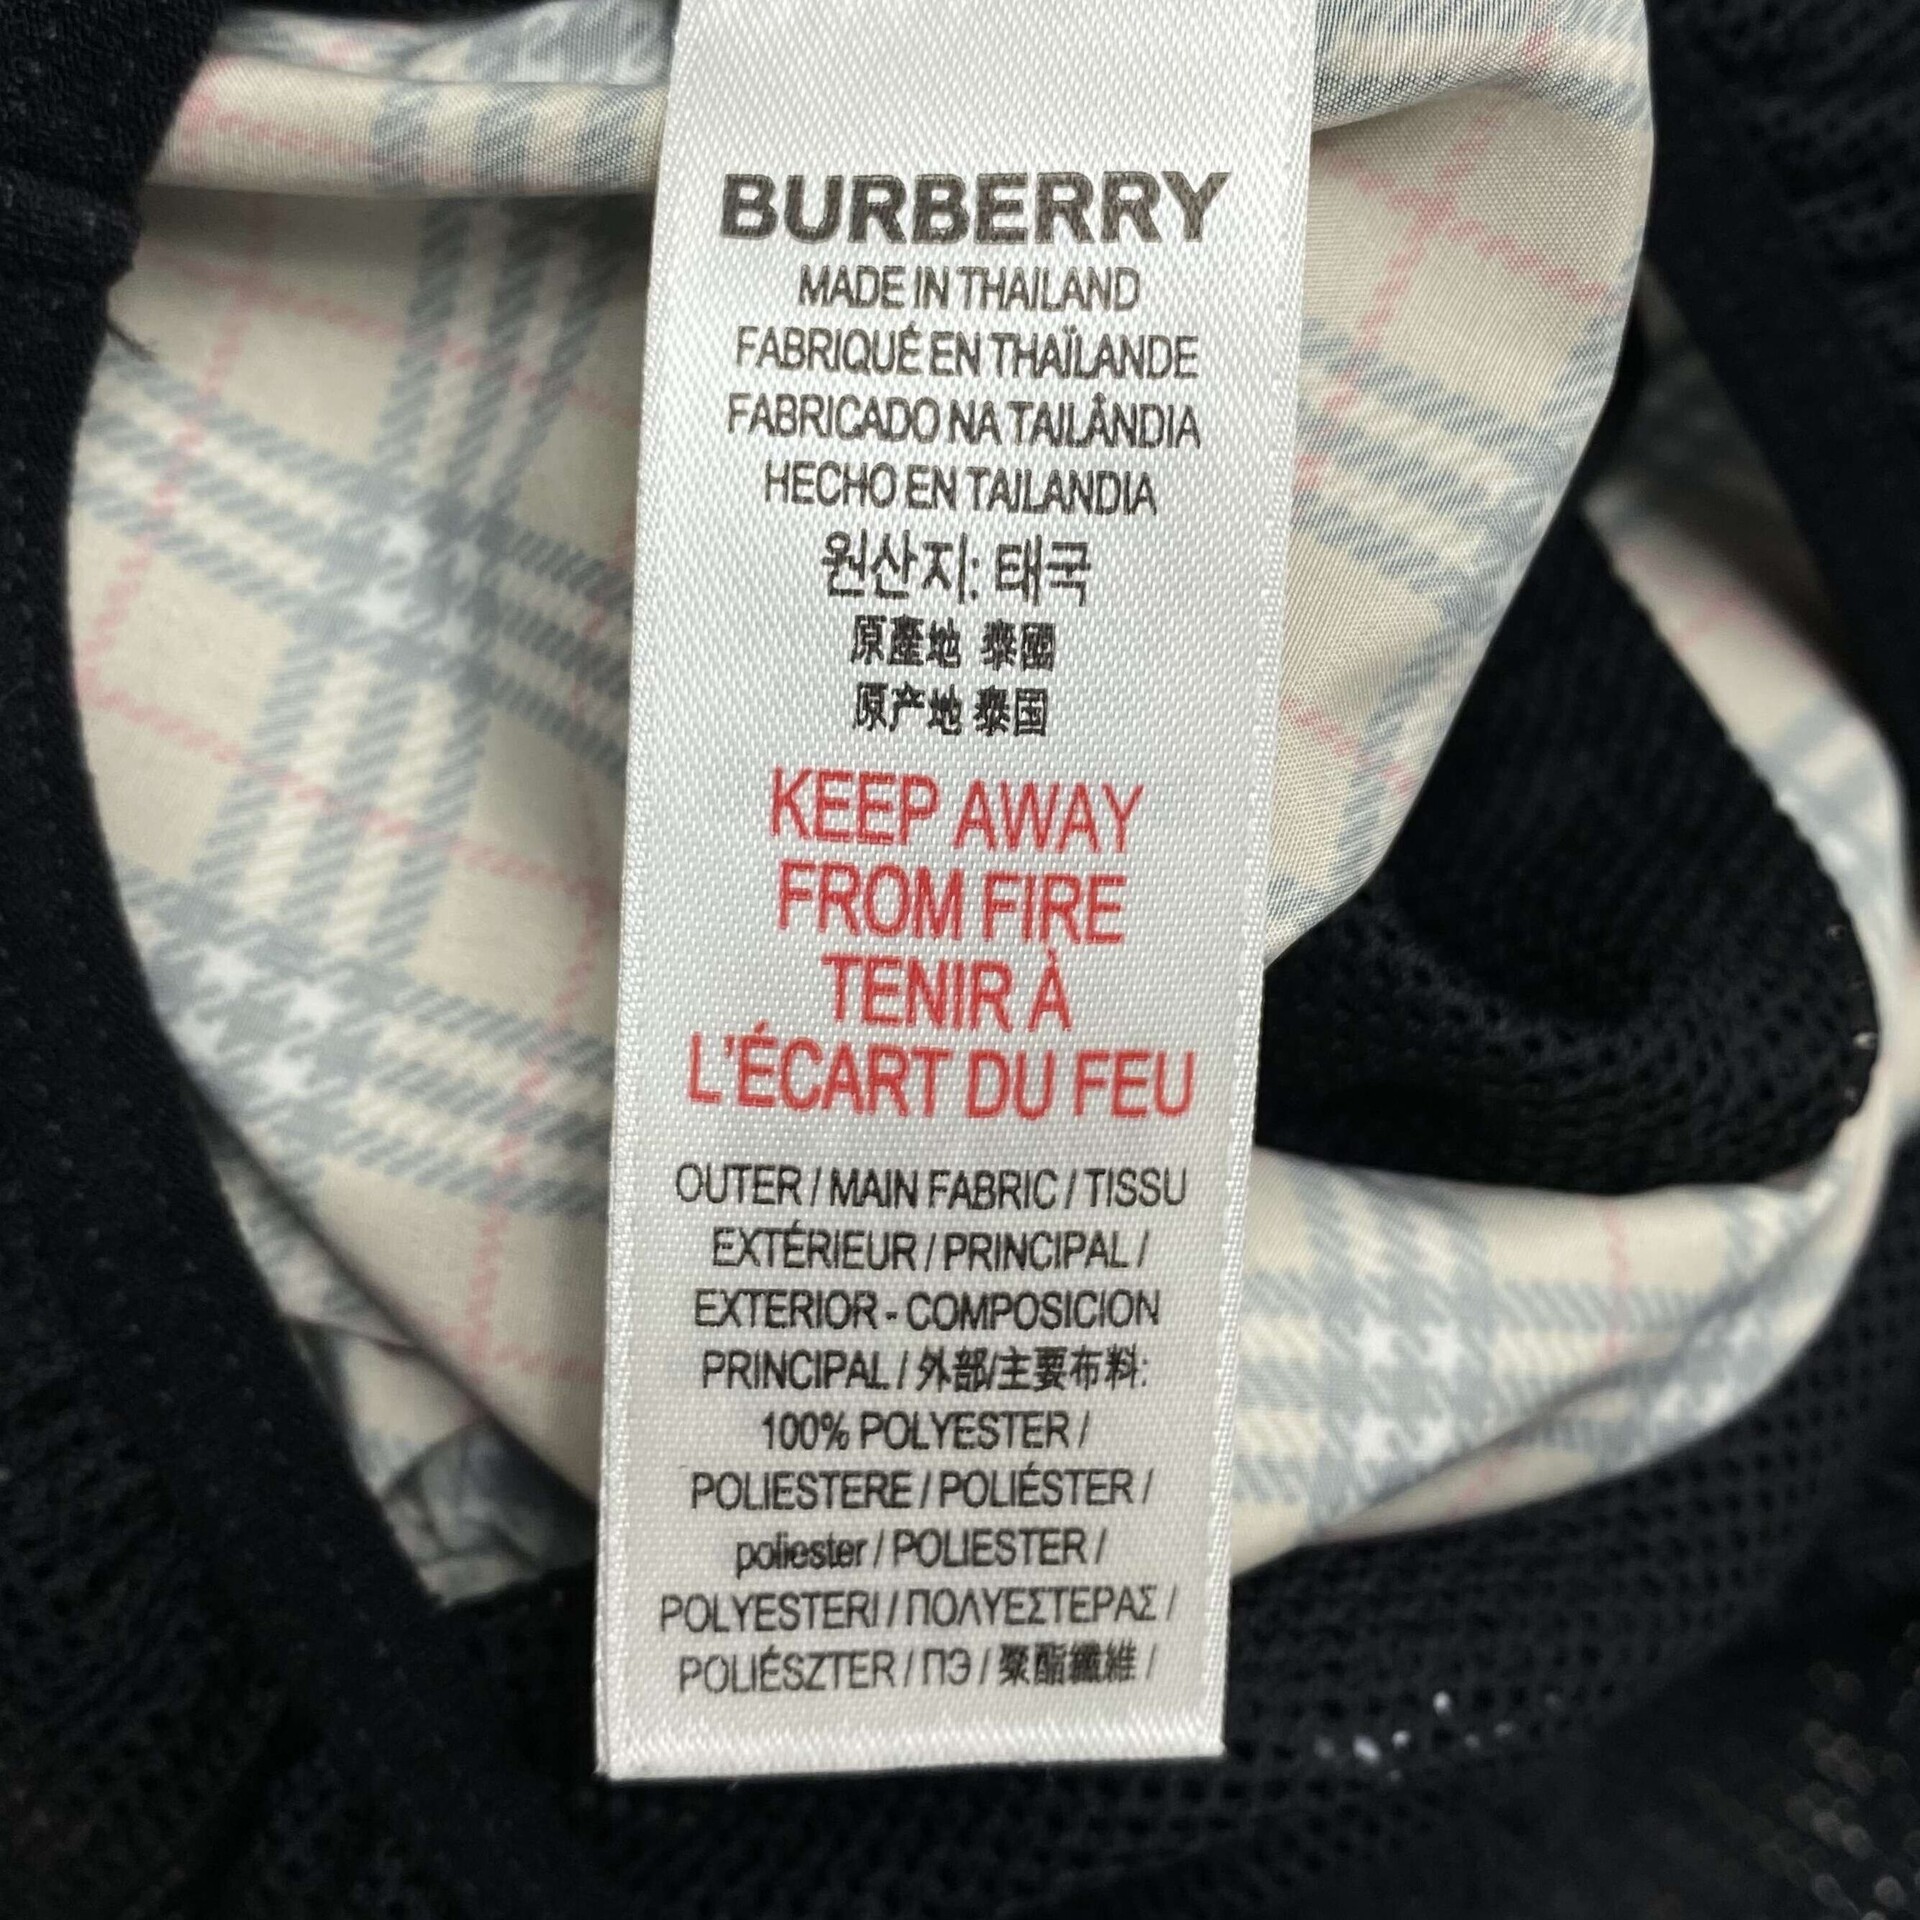 BURBERRY
MADE IN THAILAND
FABRIQUÉ EN THAÏLANDE
FABRICADO NA TAILÂNDIA
HECHO EN TAILANDIA
원산지: 태국
原產地 泰國
原产地 泰国
KEEP AWAY
FROM FIRE
TENIR À
L'ÉCART DU FEU
OUTER / MAIN FABRIC / TISSU
EXTÉRIEUR / PRINCIPAL /
EXTERIOR - COMPOSICION
PRINCIPAL / 外部/主要布料:
100% POLYESTER /
POLIESTERE / POLIÉSTER /
poliester / POLIESTER /
POLYESTERI / ΠΟΛΥΕΣΤΕΡΑΣ /
POLIÉSZTER / ПЭ / 聚酯纖維 /